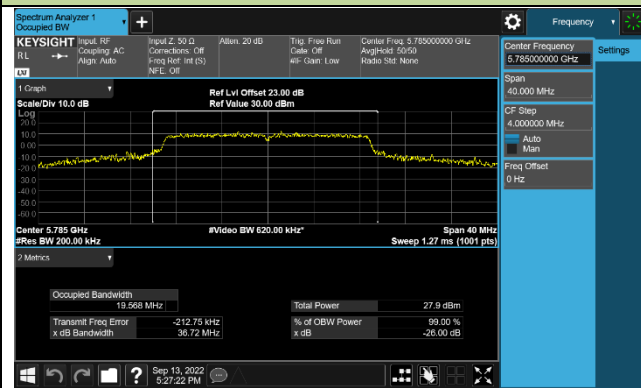 Spectrum Analyzer 1
Occupied BW
Frequency
KEYSIGHT
RL
LXI
Input: RF
Coupling: AC
Align: Auto
Input Z: 50 Ω
Corrections: Off
Freq Ref: Int (S)
NFE: Off
Atten: 20 dB
Trig: Free Run
Gate: Off
#IF Gain: Low
Center Freq: 5.785000000 GHz
Avg|Hold: 50/50
Radio Std: None
1 Graph
Scale/Div 10.0 dB
Ref Lvl Offset 23.00 dB
Ref Value 30.00 dBm
Log
20.0
10.0
0.00
-10.0
-20.0
-30.0
-40.0
-50.0
-60.0
Center 5.785 GHz
#Res BW 200.00 kHz
#Video BW 620.00 kHz*
Span 40 MHz
Sweep 1.27 ms (1001 pts)
2 Metrics
Occupied Bandwidth
19.568 MHz
Total Power 27.9 dBm
Transmit Freq Error -212.75 kHz
% of OBW Power 99.00 %
x dB Bandwidth 36.72 MHz
x dB -26.00 dB
Sep 13, 2022
5:27:22 PM
Center Frequency
5.785000000 GHz
Settings
Span
40.000 MHz
CF Step
4.000000 MHz
Auto
Man
Freq Offset
0 Hz